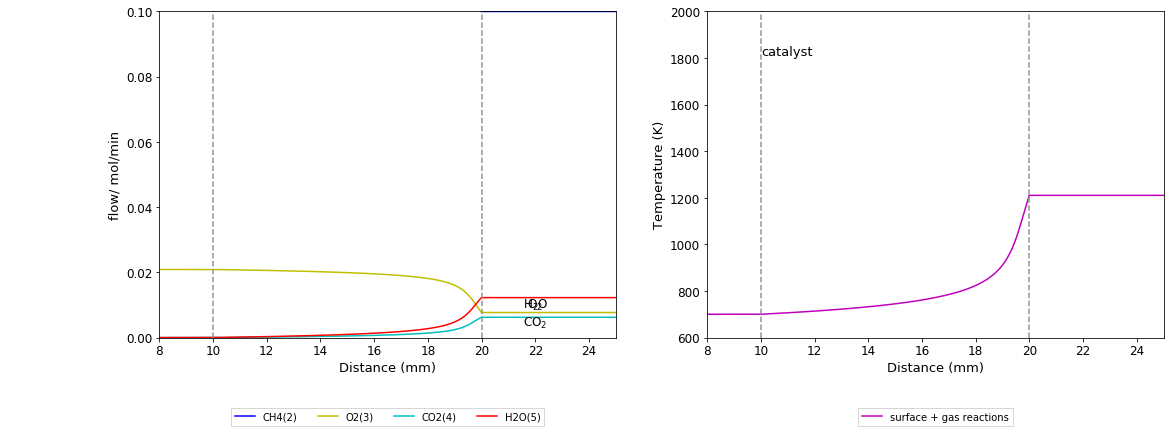 0.10
0.08
0.06
0.04
0.02
0.00
flow/ mol/min
8 10 12 14 16 18 20 22 24
Distance (mm)
CO2
CH4(2) O2(3) CO2(4) H2O(5)
2000
1800
1600
1400
1200
1000
800
600
Temperature (K)
catalyst
8 10 12 14 16 18 20 22 24
Distance (mm)
surface + gas reactions